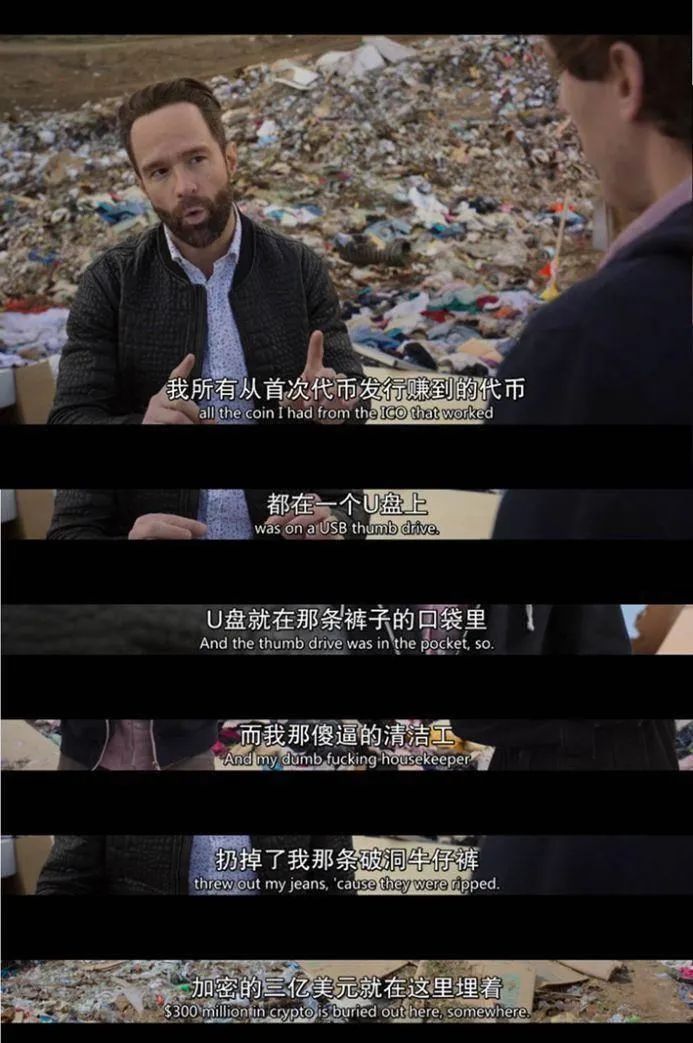 我所有从首次代币发行赚到的代币
all the coin I had from the ICO that worked
都在一个U盘上
was on a USB thumb drive.
U盘就在那条裤子的口袋里
And the thumb drive was in the pocket, so.
而我那傻逼的清洁工
And my dumb fucking housekeeper
扔掉了我那条破洞牛仔裤
threw out my jeans, 'cause they were ripped.
加密的三亿美元就在这里埋着
$300 million in crypto is buried out here, somewhere.